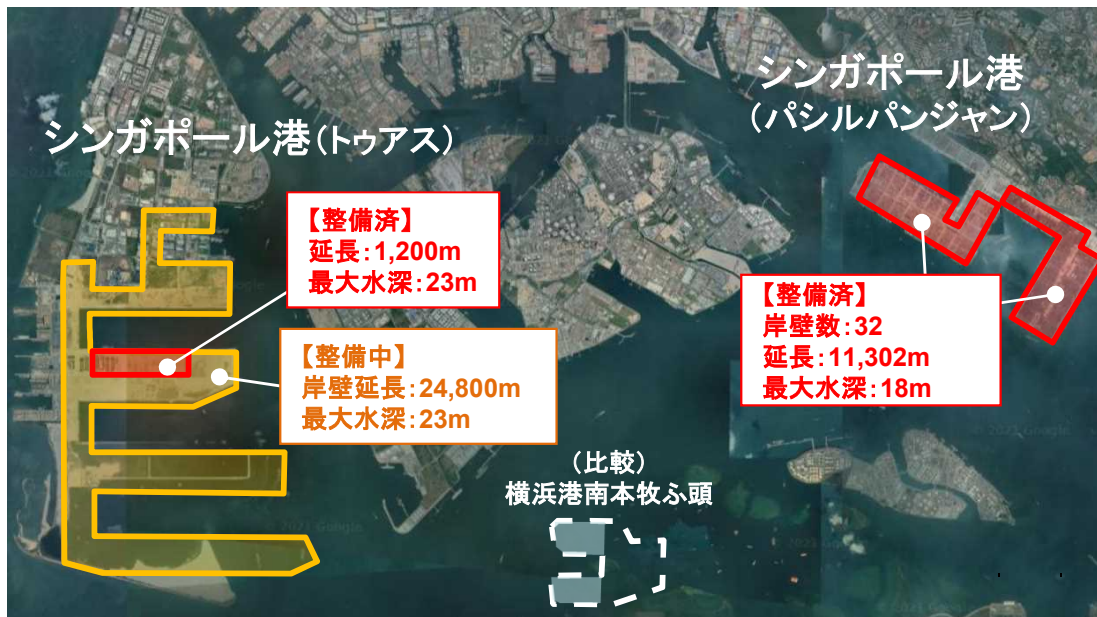 シンガポール港(トゥアス)
シンガポール港
(パシルパンジャン)
【整備済】
延長:1,200m
最大水深:23m
【整備中】
岸壁延長:24,800m
最大水深:23m
【整備済】
岸壁数:32
延長:11,302m
最大水深:18m
(比較)
横浜港南本牧ふ頭